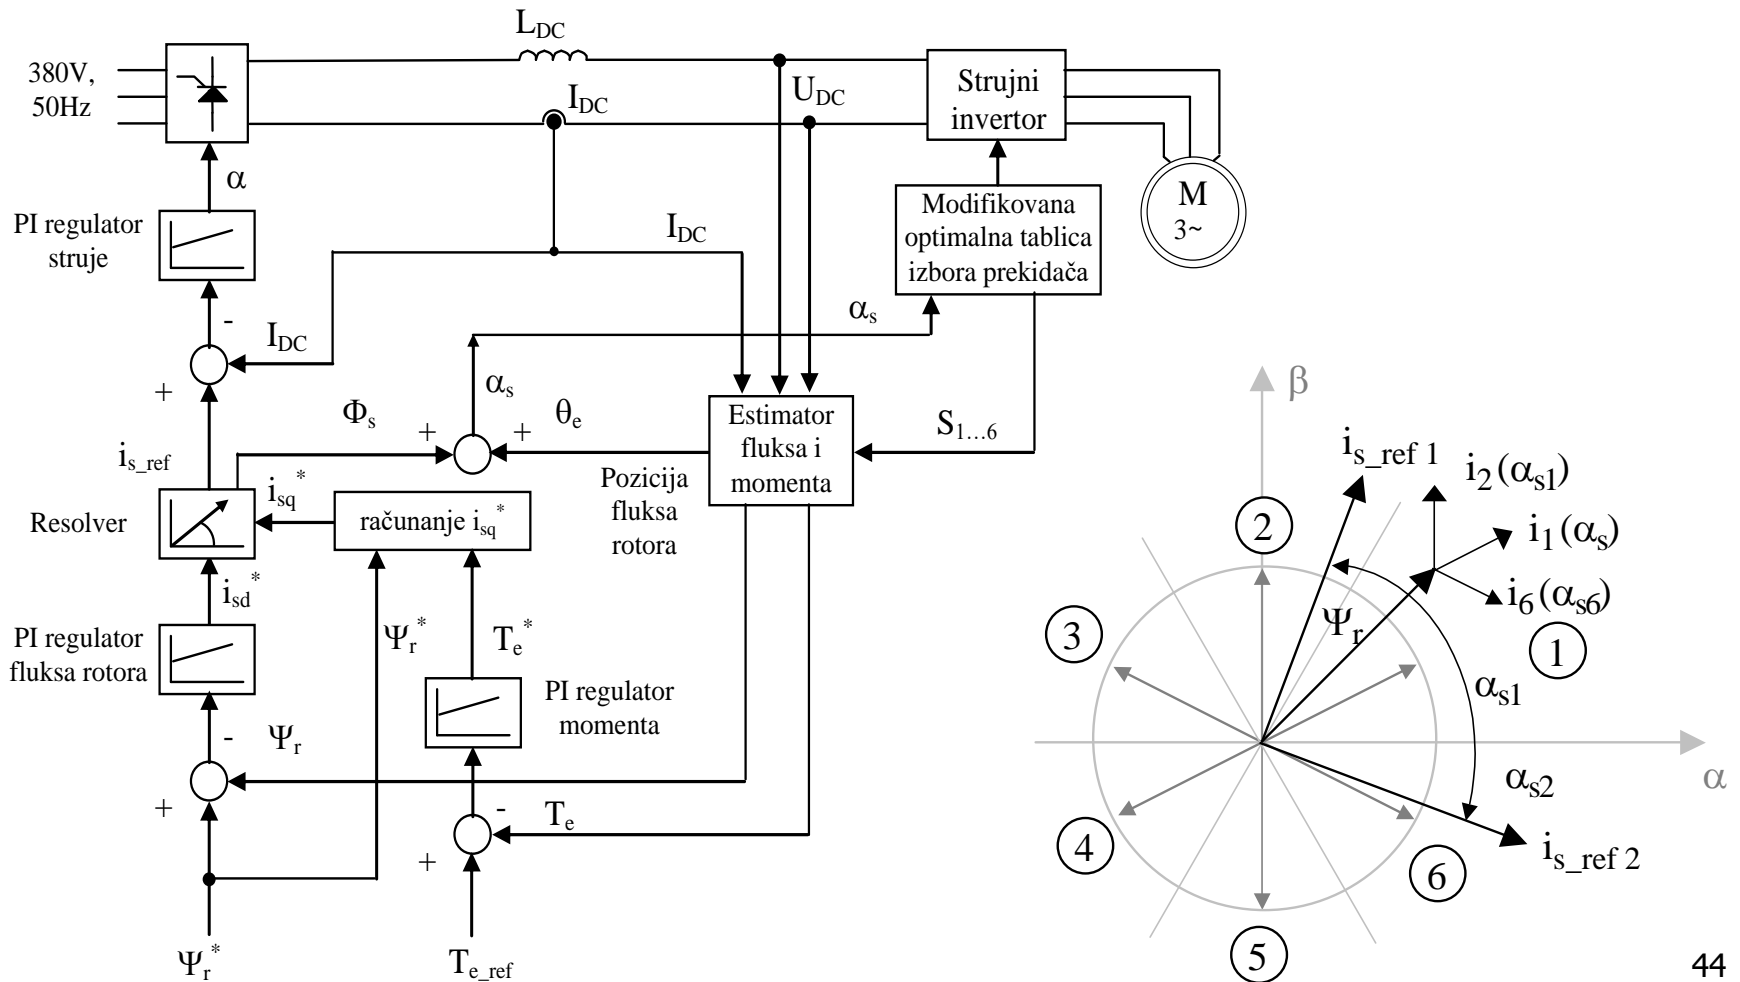 L_DC
380V,
50Hz
I_DC
U_DC
Strujni
invertor
α
M
3~
PI regulator
struje
I_DC
Modifikovana
optimalna tablica
izbora prekidača
-
I_DC
α_s
+
α_s
Φ_s
+
+
θ_e
Estimator
fluksa i
momenta
S_1…6
i_s_ref
i_sq*
Pozicija
fluksa
rotora
Resolver
računanje i_sq*
i_sd*
PI regulator
fluksa rotora
Ψ_r*
T_e*
PI regulator
momenta
-
Ψ_r
+
-
T_e
+
Ψ_r*
T_e_ref
β
i_s_ref 1
i_2(α_s1)
2
i_1(α_s)
i_6(α_s6)
Ψ_r
3
1
α_s1
α_s2
α
4
i_s_ref 2
6
5
44